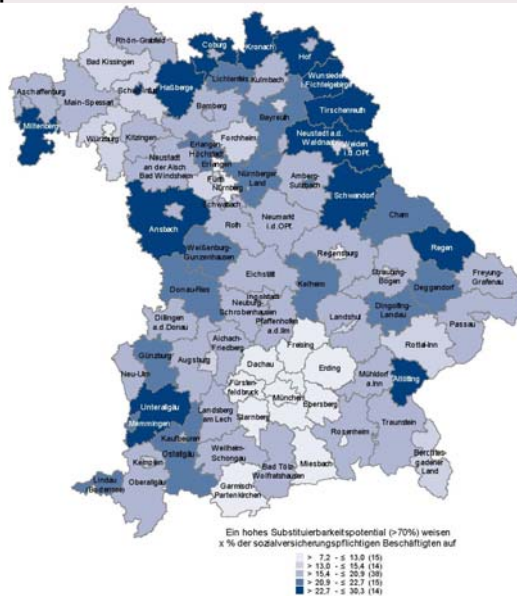 Rhön-Grabfeld
Coburg
Kronach
Hof
Bad Kissingen
Lichtenfels
Kulmbach
Wunsiedel
i.Fichtelgebirge
Aschaffenburg
Main-Spessart
Haßberge
Tirschenreuth
Bamberg
Bayreuth
Miltenberg
Würzburg
Kitzingen
Forchheim
Neustadt a.d.
Waldnaab
Weiden
i.d.OPf.
Erlangen-
Höchstadt
Erlangen
Neustadt
an der Aisch
Bad Windsheim
Fürth
Nürnberg
Nürnberger
Land
Amberg-
Sulzbach
Schwabach
Schwandorf
Cham
Ansbach
Roth
Neumarkt
i.d.OPf.
Weißenburg-
Gunzenhausen
Regensburg
Regen
Straubing-
Bogen
Freyung-
Grafenau
Eichstätt
Deggendorf
Donau-Ries
Kelheim
Ingolstadt
Neuburg-
Schrobenhausen
Dingolfing-
Landau
Passau
Dillingen
a.d.Donau
Pfaffenhofen
a.d.Ilm
Landshut
Rottal-Inn
Aichach-
Friedberg
Freising
Günzburg
Augsburg
Neu-Ulm
Dachau
Erding
Mühldorf
a.Inn
Altötting
Fürsten-
feldbruck
München
Ebersberg
Unterallgäu
Landsberg
am Lech
Starnberg
Memmingen
Traunstein
Rosenheim
Kaufbeuren
Weilheim-
Schongau
Ostallgäu
Miesbach
Berchtes-
gadener
Land
Kempten
Bad Tölz-
Wolfratshausen
Lindau
(Bodensee)
Oberallgäu
Garmisch-
Partenkirchen
Ein hohes Substituierbarkeitspotential (>70%) weisen
x % der sozialversicherungspflichtigen Beschäftigten auf
> 7,2 - ≤ 13,0 (15)
> 13,0 - ≤ 15,4 (14)
> 15,4 - ≤ 20,9 (38)
> 20,9 - ≤ 22,7 (15)
> 22,7 - ≤ 30,3 (14)